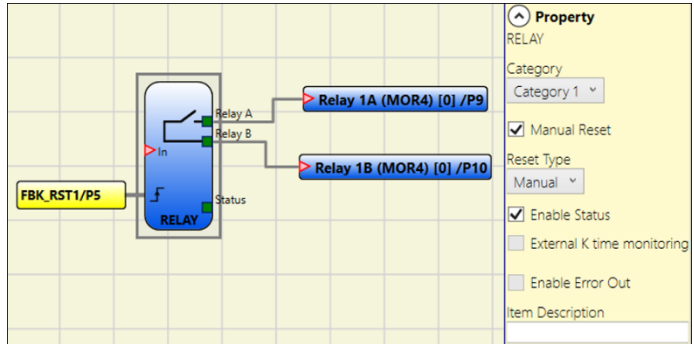 Relay A
Relay B
In
Status
RELAY
FBK_RST1/P5
Relay 1A (MOR4) [0] /P9
Relay 1B (MOR4) [0] /P10
Property
RELAY
Category
Category 1
Manual Reset
Reset Type
Manual
Enable Status
External K time monitoring
Enable Error Out
Item Description